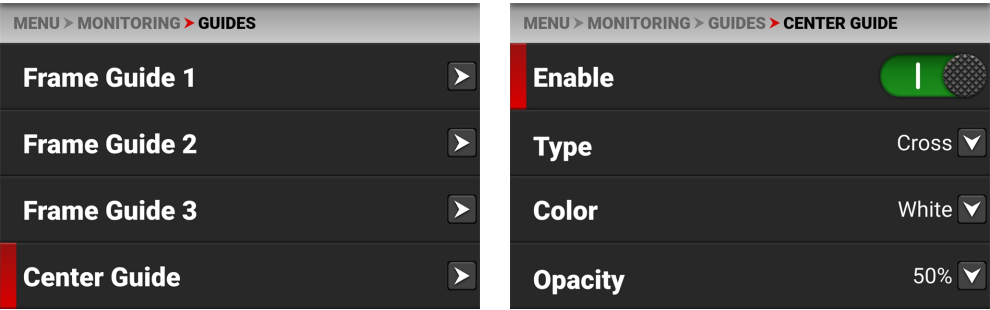 MENU > MONITORING > GUIDES
Frame Guide 1
Frame Guide 2
Frame Guide 3
Center Guide
MENU > MONITORING > GUIDES > CENTER GUIDE
Enable
Type Cross
Color White
Opacity 50%